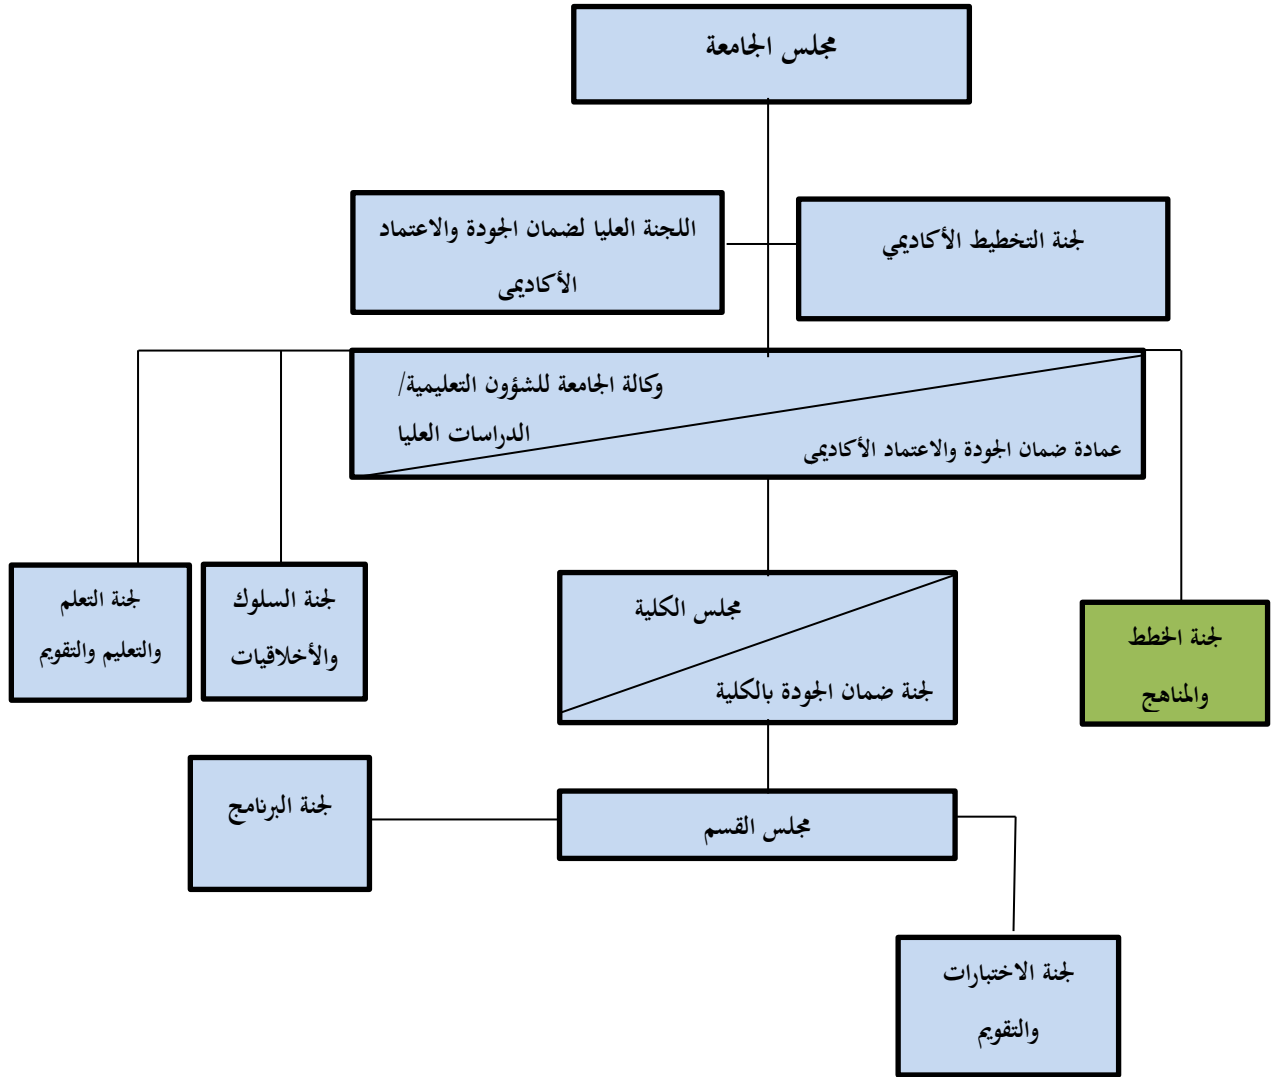 مجلس الجامعة
لجنة التخطيط الأكاديمي
اللجنة العليا لضمان الجودة والاعتماد
الأكاديمى
وكالة الجامعة للشؤون التعليمية/
الدراسات العليا
عمادة ضمان الجودة والاعتماد الأكاديمى
لجنة الخطط
والمناهج
مجلس الكلية
لجنة ضمان الجودة بالكلية
لجنة السلوك
والأخلاقيات
لجنة التعلم
والتعليم والتقويم
مجلس القسم
لجنة البرنامج
لجنة الاختبارات
والتقويم